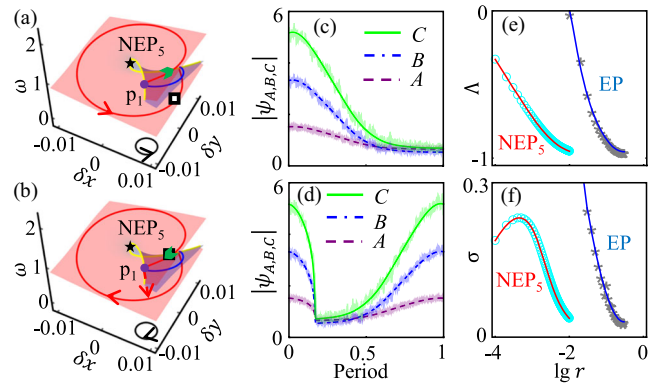 (a)
2
1
0
ω
NEP₅
p₁
0.01
0
-0.01
δy
-0.01
0
0.01
δx
(b)
2
1
0
ω
NEP₅
p₁
0.01
0
-0.01
δy
-0.01
0
0.01
δx
(c)
6
0
|ψA,B,C|
C
B
A
(d)
6
0
|ψA,B,C|
C
B
A
0 0.5 1
Period
(e)
0
-1
Λ
NEP₅
EP
(f)
0.3
0
σ
NEP₅
EP
-4 -2 0
lg r